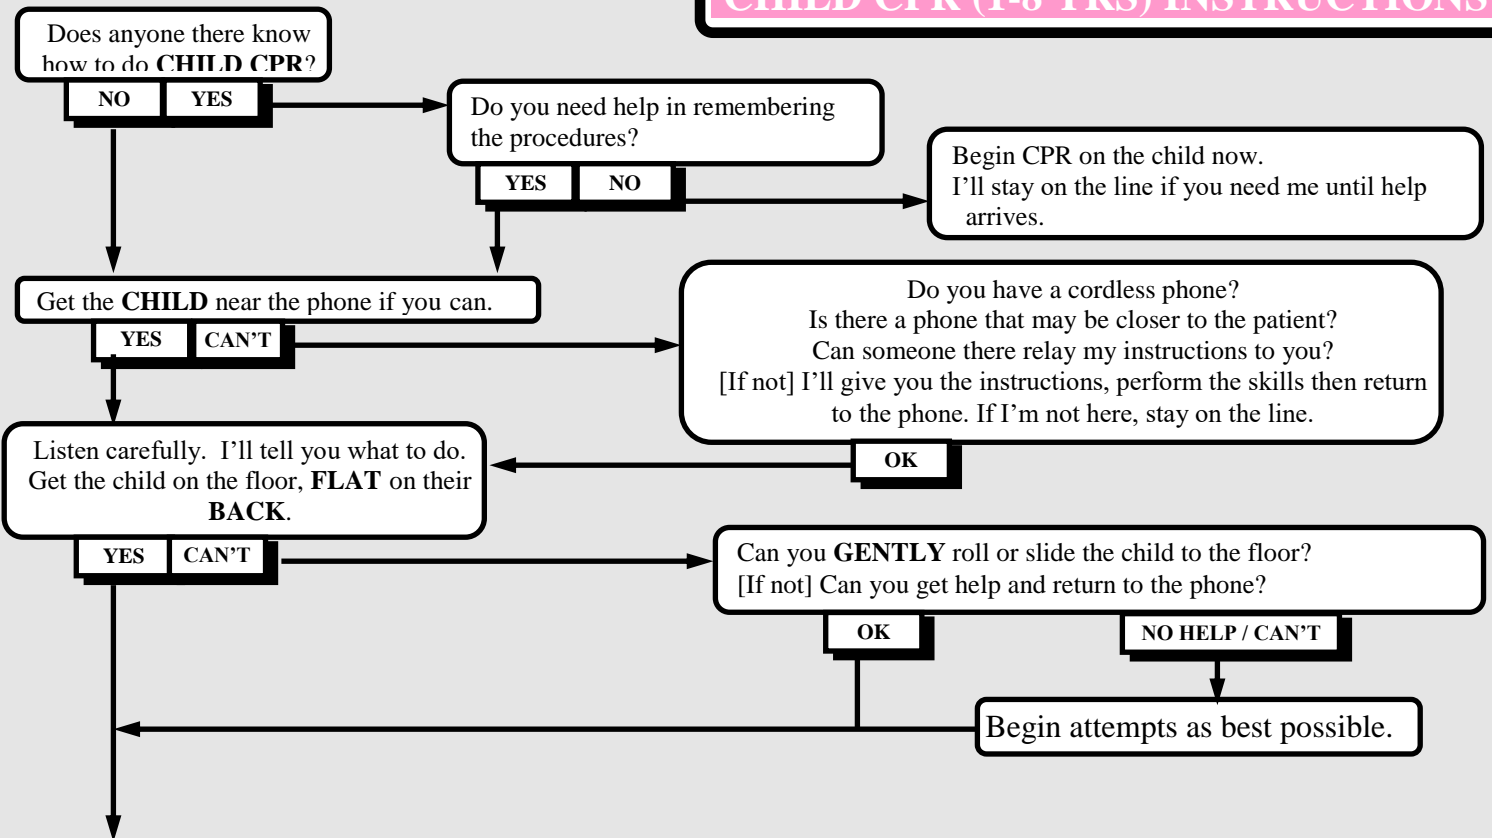 CHILD CPR (1-8 YRS) INSTRUCTIONS
Does anyone there know
how to do CHILD CPR?
NO YES
Do you need help in remembering
the procedures?
YES NO
Begin CPR on the child now.
I'll stay on the line if you need me until help
arrives.
Get the CHILD near the phone if you can.
YES CAN'T
Do you have a cordless phone?
Is there a phone that may be closer to the patient?
Can someone there relay my instructions to you?
[If not] I'll give you the instructions, perform the skills then return
to the phone. If I'm not here, stay on the line.
OK
Listen carefully. I'll tell you what to do.
Get the child on the floor, FLAT on their
BACK.
YES CAN'T
Can you GENTLY roll or slide the child to the floor?
[If not] Can you get help and return to the phone?
OK
NO HELP / CAN'T
Begin attempts as best possible.